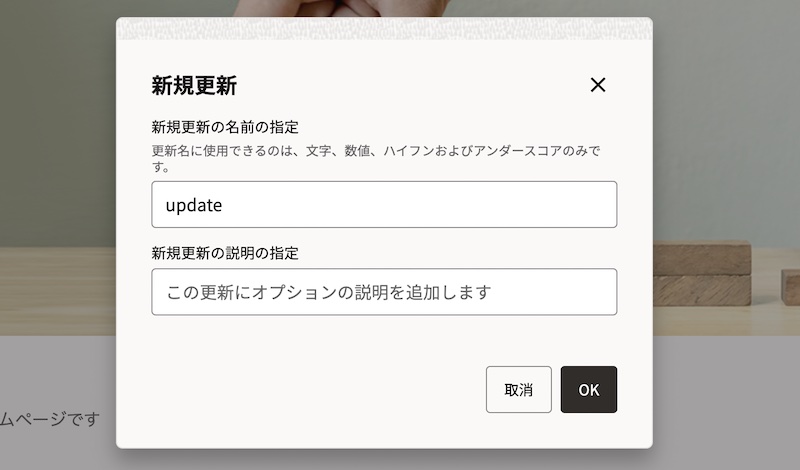 新規更新
新規更新の名前の指定
更新名に使用できるのは、文字、数値、ハイフンおよびアンダースコアのみで
す。
update
新規更新の説明の指定
この更新にオプションの説明を追加します
取消 OK
ムページです